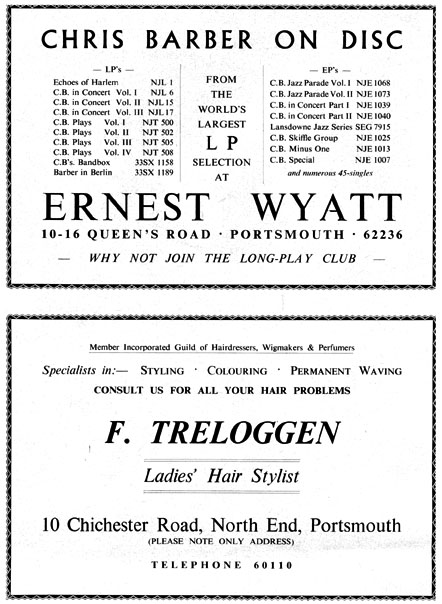 CHRIS BARBER ON DISC
— LP's —
Echoes of Harlem NJL 1
C.B. in Concert Vol. I NJL 6
C.B. in Concert Vol. II NJL 15
C.B. in Concert Vol. III NJL 17
C.B. Plays Vol. I NJT 500
C.B. Plays Vol. II NJT 502
C.B. Plays Vol. III NJT 505
C.B. Plays Vol. IV NJT 508
C.B's. Bandbox 33SX 1158
Barber in Berlin 33SX 1189
FROM
THE
WORLD'S
LARGEST
LP
SELECTION
AT
— EP's —
C.B. Jazz Parade Vol. I NJE 1068
C.B. Jazz Parade Vol. II NJE 1073
C.B. in Concert Part I NJE 1039
C.B. in Concert Part II NJE 1040
Lansdowne Jazz Series SEG 7915
C.B. Skiffle Group NJE 1025
C.B. Minus One NJE 1013
C.B. Special NJE 1007
and numerous 45-singles
ERNEST WYATT
10-16 QUEEN'S ROAD · PORTSMOUTH · 62236
— WHY NOT JOIN THE LONG-PLAY CLUB —
Member Incorporated Guild of Hairdressers, Wigmakers & Perfumers
Specialists in:— STYLING · COLOURING · PERMANENT WAVING
CONSULT US FOR ALL YOUR HAIR PROBLEMS
F. TRELOGGEN
Ladies' Hair Stylist
10 Chichester Road, North End, Portsmouth
(PLEASE NOTE ONLY ADDRESS)
TELEPHONE 60110